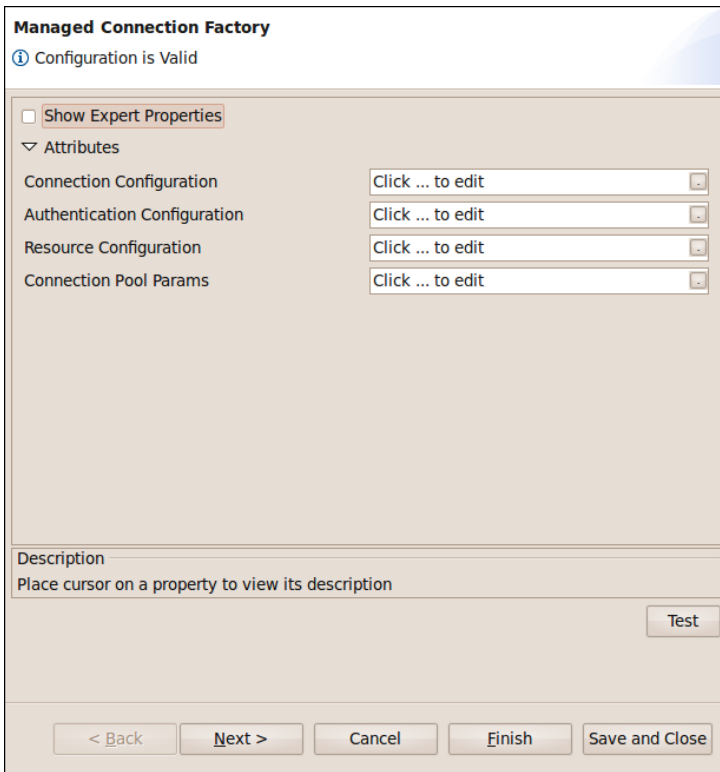 Managed Connection Factory
Configuration is Valid
Show Expert Properties
Attributes
Connection Configuration Click ... to edit
Authentication Configuration Click ... to edit
Resource Configuration Click ... to edit
Connection Pool Params Click ... to edit
Description
Place cursor on a property to view its description
Test
< Back Next > Cancel Finish Save and Close